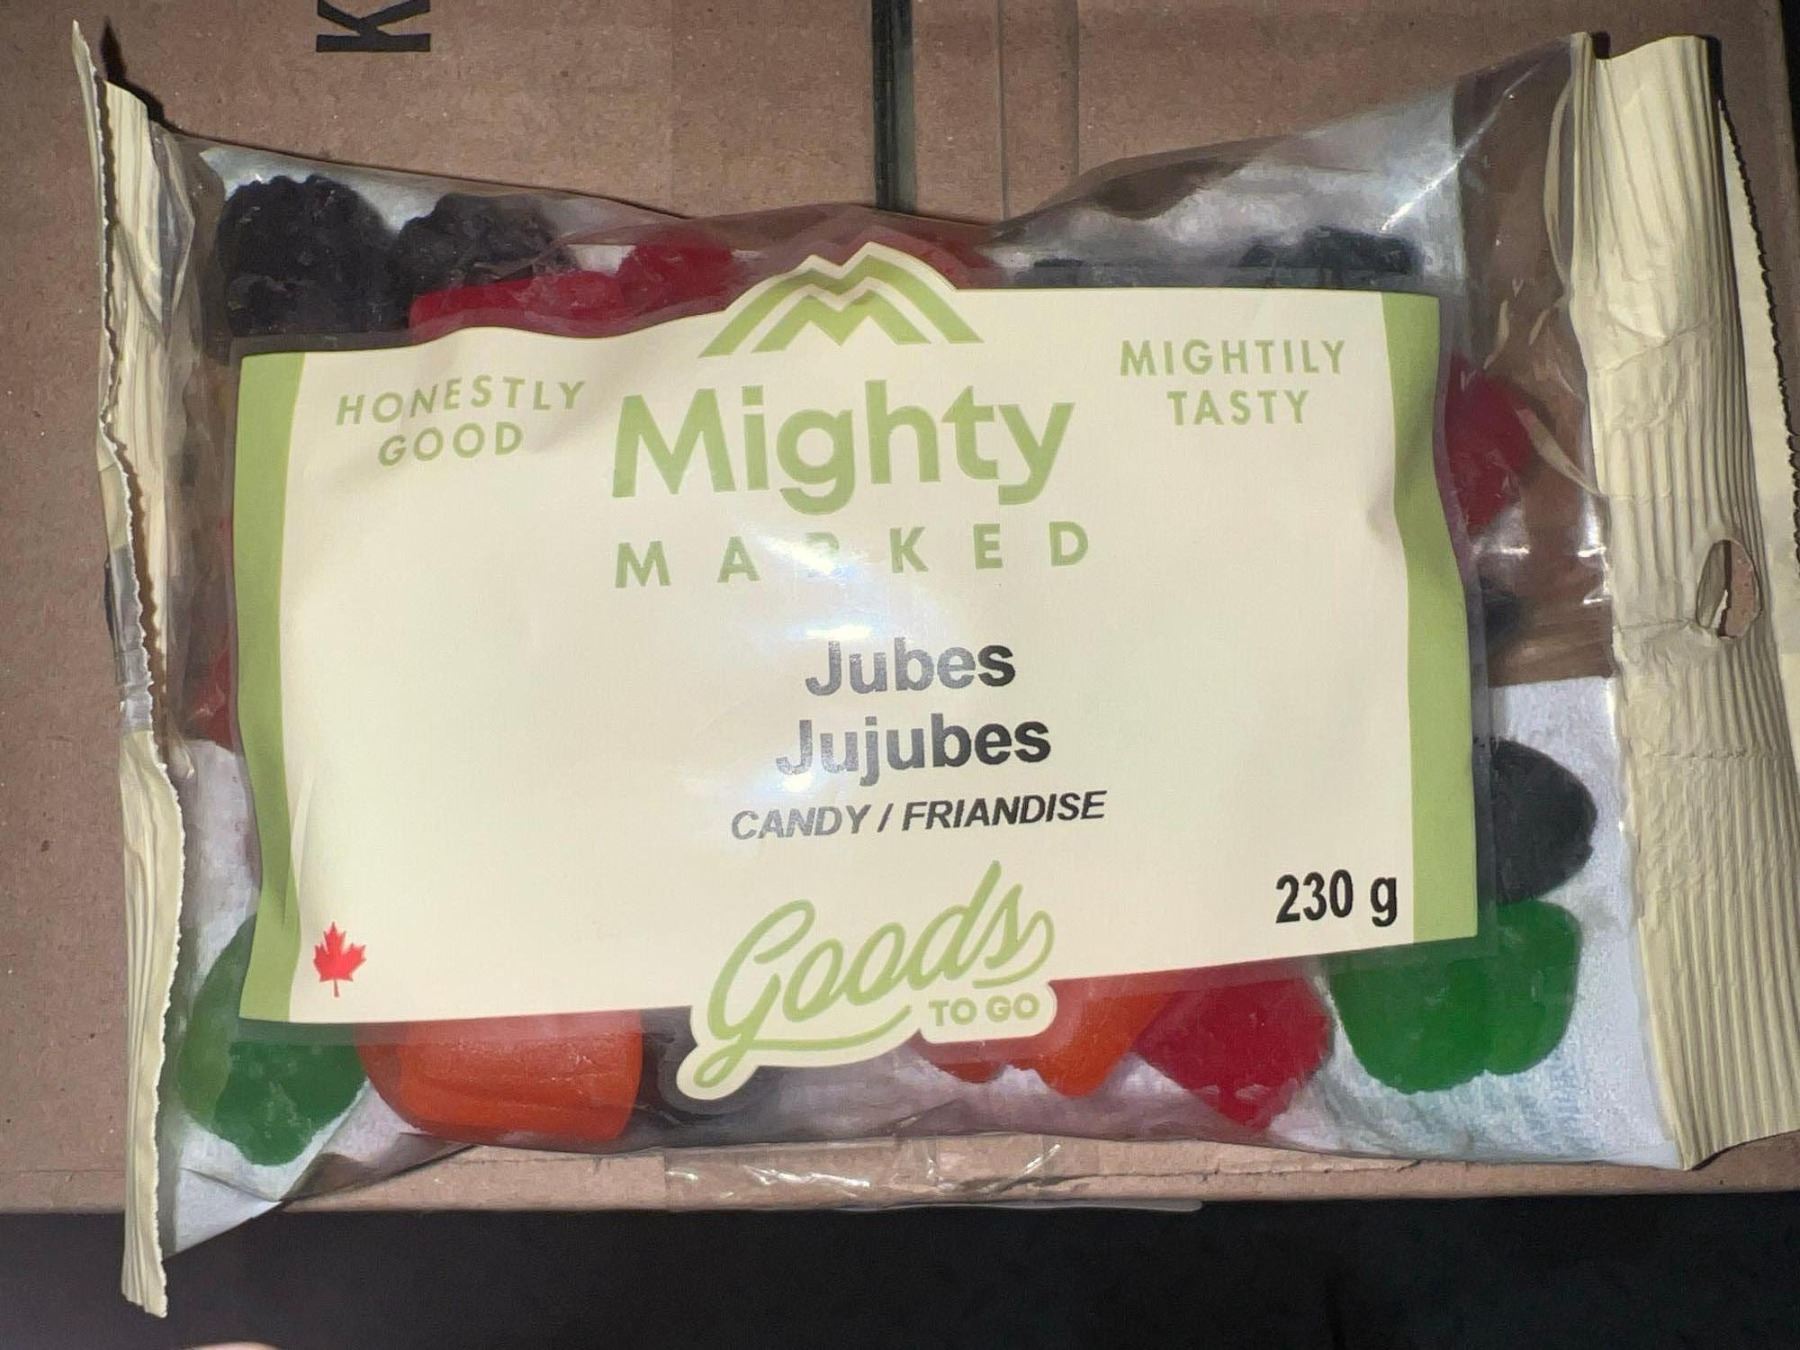 K
HONESTLY
GOOD
Mighty
MARKED
MIGHTILY
TASTY
Jubes
Jujubes
CANDY / FRIANDISE
230 g
Goods
TO GO